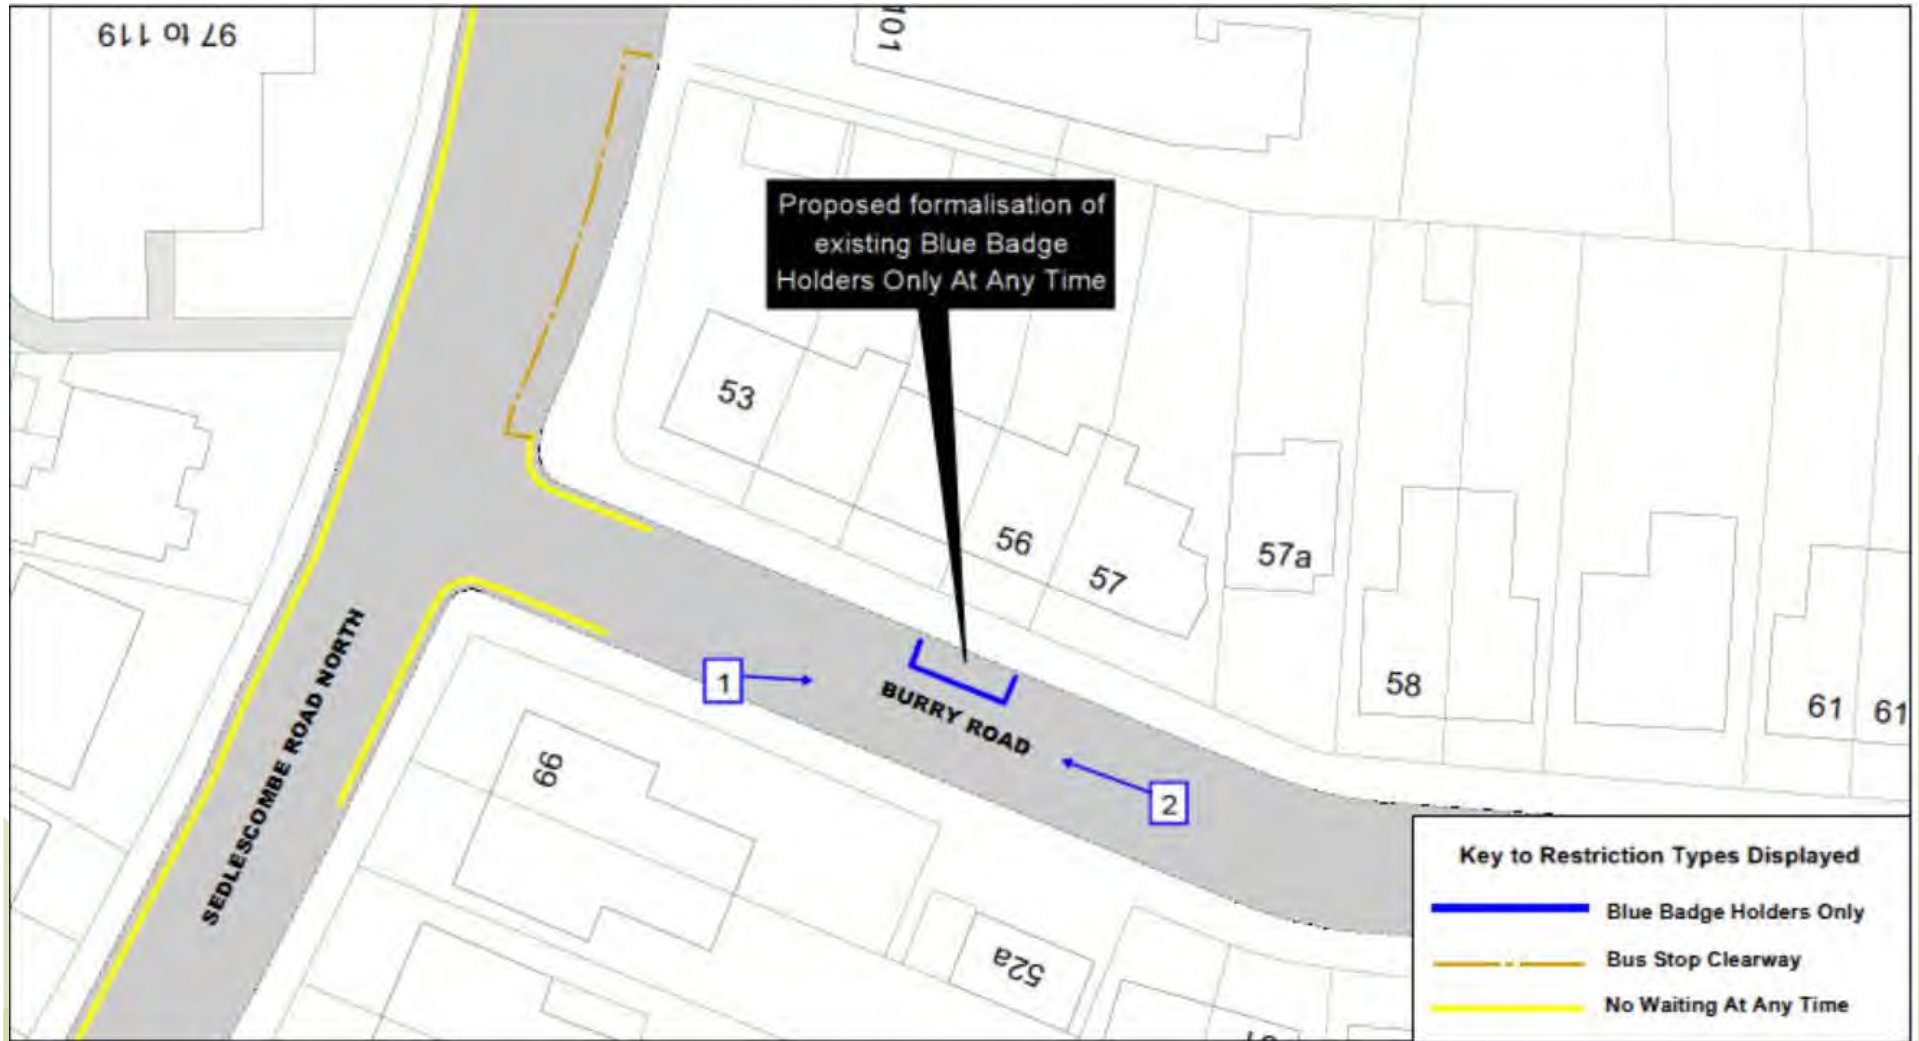 97 to 119
101
Proposed formalisation of
existing Blue Badge
Holders Only At Any Time
53
56
57
57a
58
61
61
1
BURRY ROAD
2
SEDLESCOMBE ROAD NORTH
99
52a
Key to Restriction Types Displayed
Blue Badge Holders Only
Bus Stop Clearway
No Waiting At Any Time